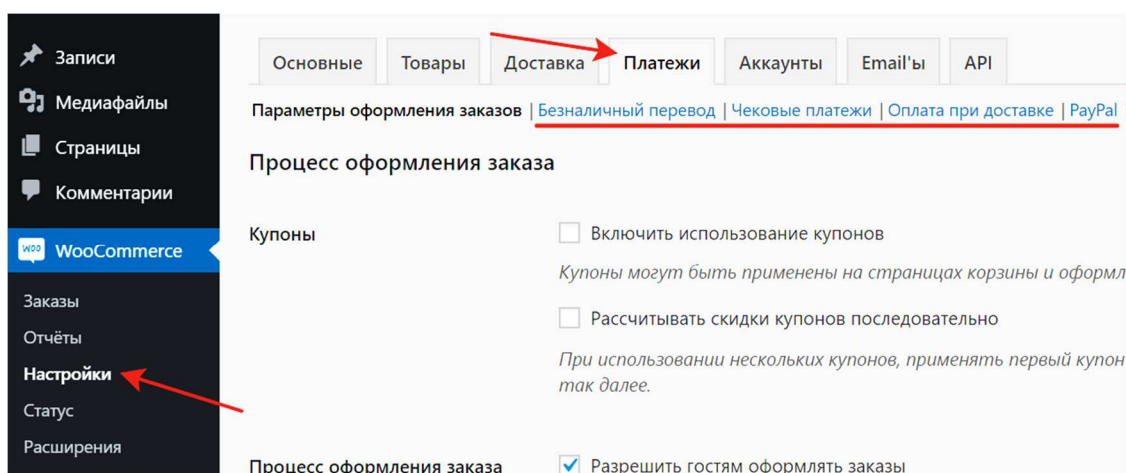 Записи
Медиафайлы
Страницы
Комментарии
woo WooCommerce
Заказы
Отчёты
Настройки
Статус
Расширения
Основные Товары Доставка Платежи Аккаунты Email'ы API
Параметры оформления заказов | Безналичный перевод | Чековые платежи | Оплата при доставке | PayPal
Процесс оформления заказа
Купоны
Включить использование купонов
Купоны могут быть применены на страницах корзины и оформл
Рассчитывать скидки купонов последовательно
При использовании нескольких купонов, применять первый купон
так далее.
Процесс оформления заказа
Разрешить гостям оформлять заказы